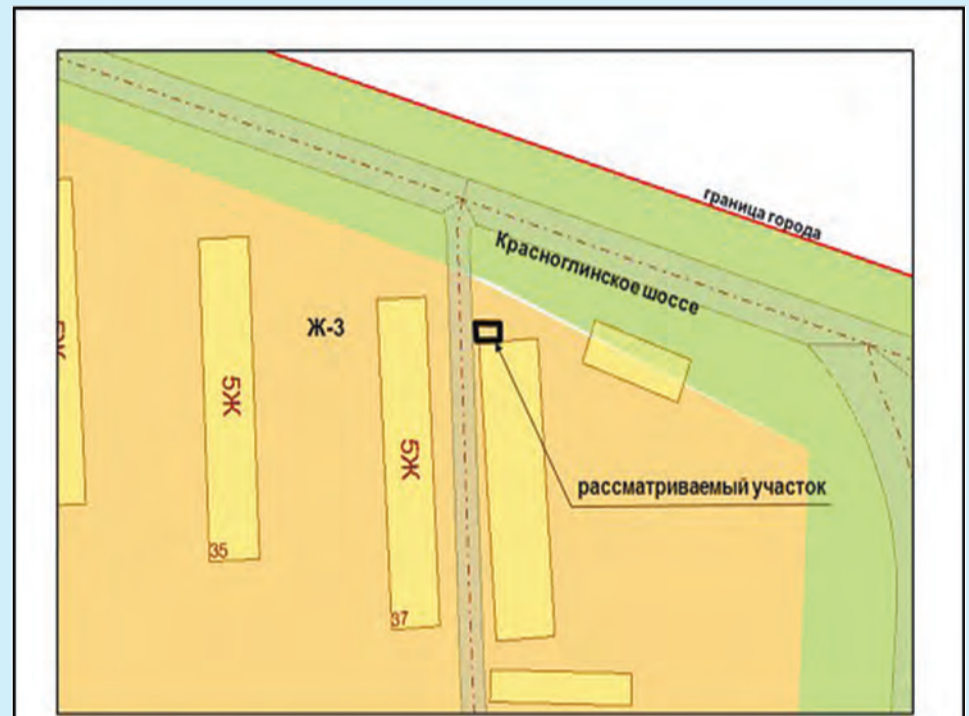 граница города
Красноглинское шоссе
Ж-3
5Ж
5Ж
рассматриваемый участок
35
37